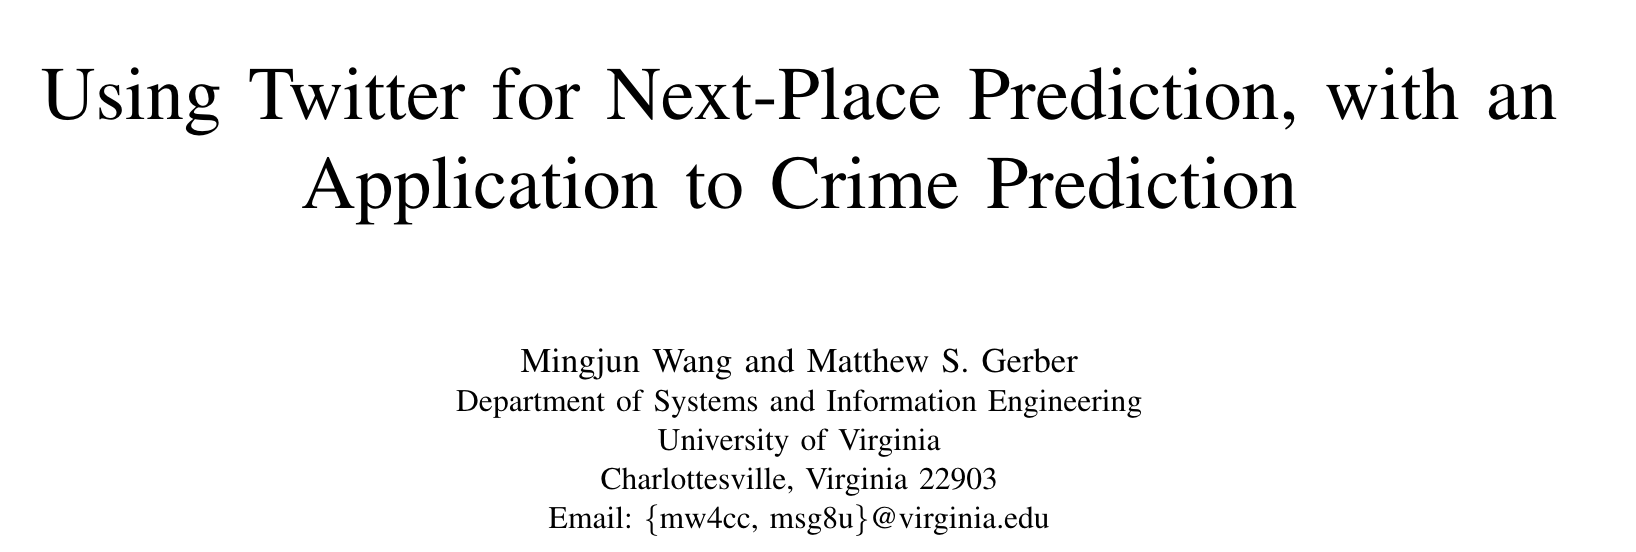 Using Twitter for Next-Place Prediction, with an
Application to Crime Prediction
Mingjun Wang and Matthew S. Gerber
Department of Systems and Information Engineering
University of Virginia
Charlottesville, Virginia 22903
Email: {mw4cc, msg8u}@virginia.edu